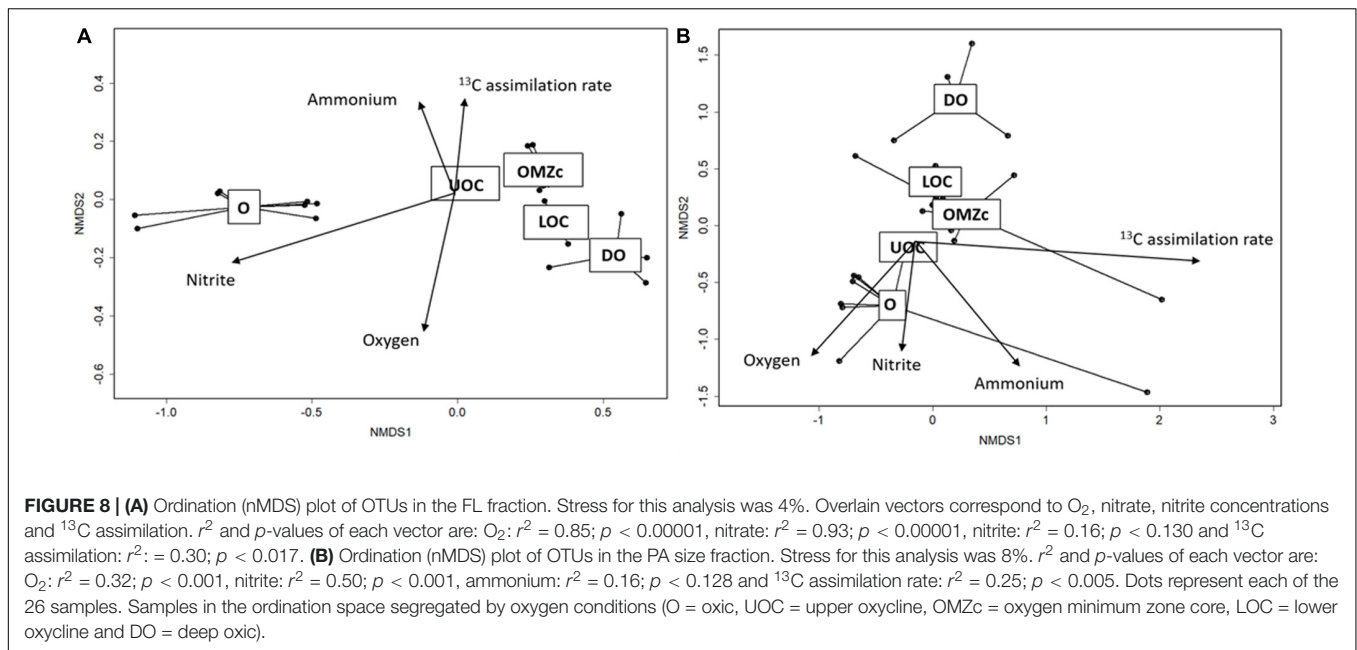 A
B
¹³C assimilation rate
Ammonium
OMZc
UOC
O
LOC
DO
Nitrite
Oxygen
0.4
0.2
0.0
-0.2
-0.4
-0.6
NMDS2
-1.0
-0.5
0.0
0.5
NMDS1
DO
LOC
OMZc
¹³C assimilation rate
UOC
O
Oxygen
Nitrite
Ammonium
1.5
1.0
0.5
0.0
-0.5
-1.0
-1.5
NMDS2
-1
0
1
2
3
NMDS1
FIGURE 8 | (A) Ordination (nMDS) plot of OTUs in the FL fraction. Stress for this analysis was 4%. Overlain vectors correspond to O₂, nitrate, nitrite concentrations
and ¹³C assimilation. r² and p-values of each vector are: O₂: r² = 0.85; p < 0.00001, nitrate: r² = 0.93; p < 0.00001, nitrite: r² = 0.16; p < 0.130 and ¹³C
assimilation: r²: = 0.30; p < 0.017. (B) Ordination (nMDS) plot of OTUs in the PA size fraction. Stress for this analysis was 8%. r² and p-values of each vector are:
O₂: r² = 0.32; p < 0.001, nitrite: r² = 0.50; p < 0.001, ammonium: r² = 0.16; p < 0.128 and ¹³C assimilation rate: r² = 0.25; p < 0.005. Dots represent each of the
26 samples. Samples in the ordination space segregated by oxygen conditions (O = oxic, UOC = upper oxycline, OMZc = oxygen minimum zone core, LOC = lower
oxycline and DO = deep oxic).